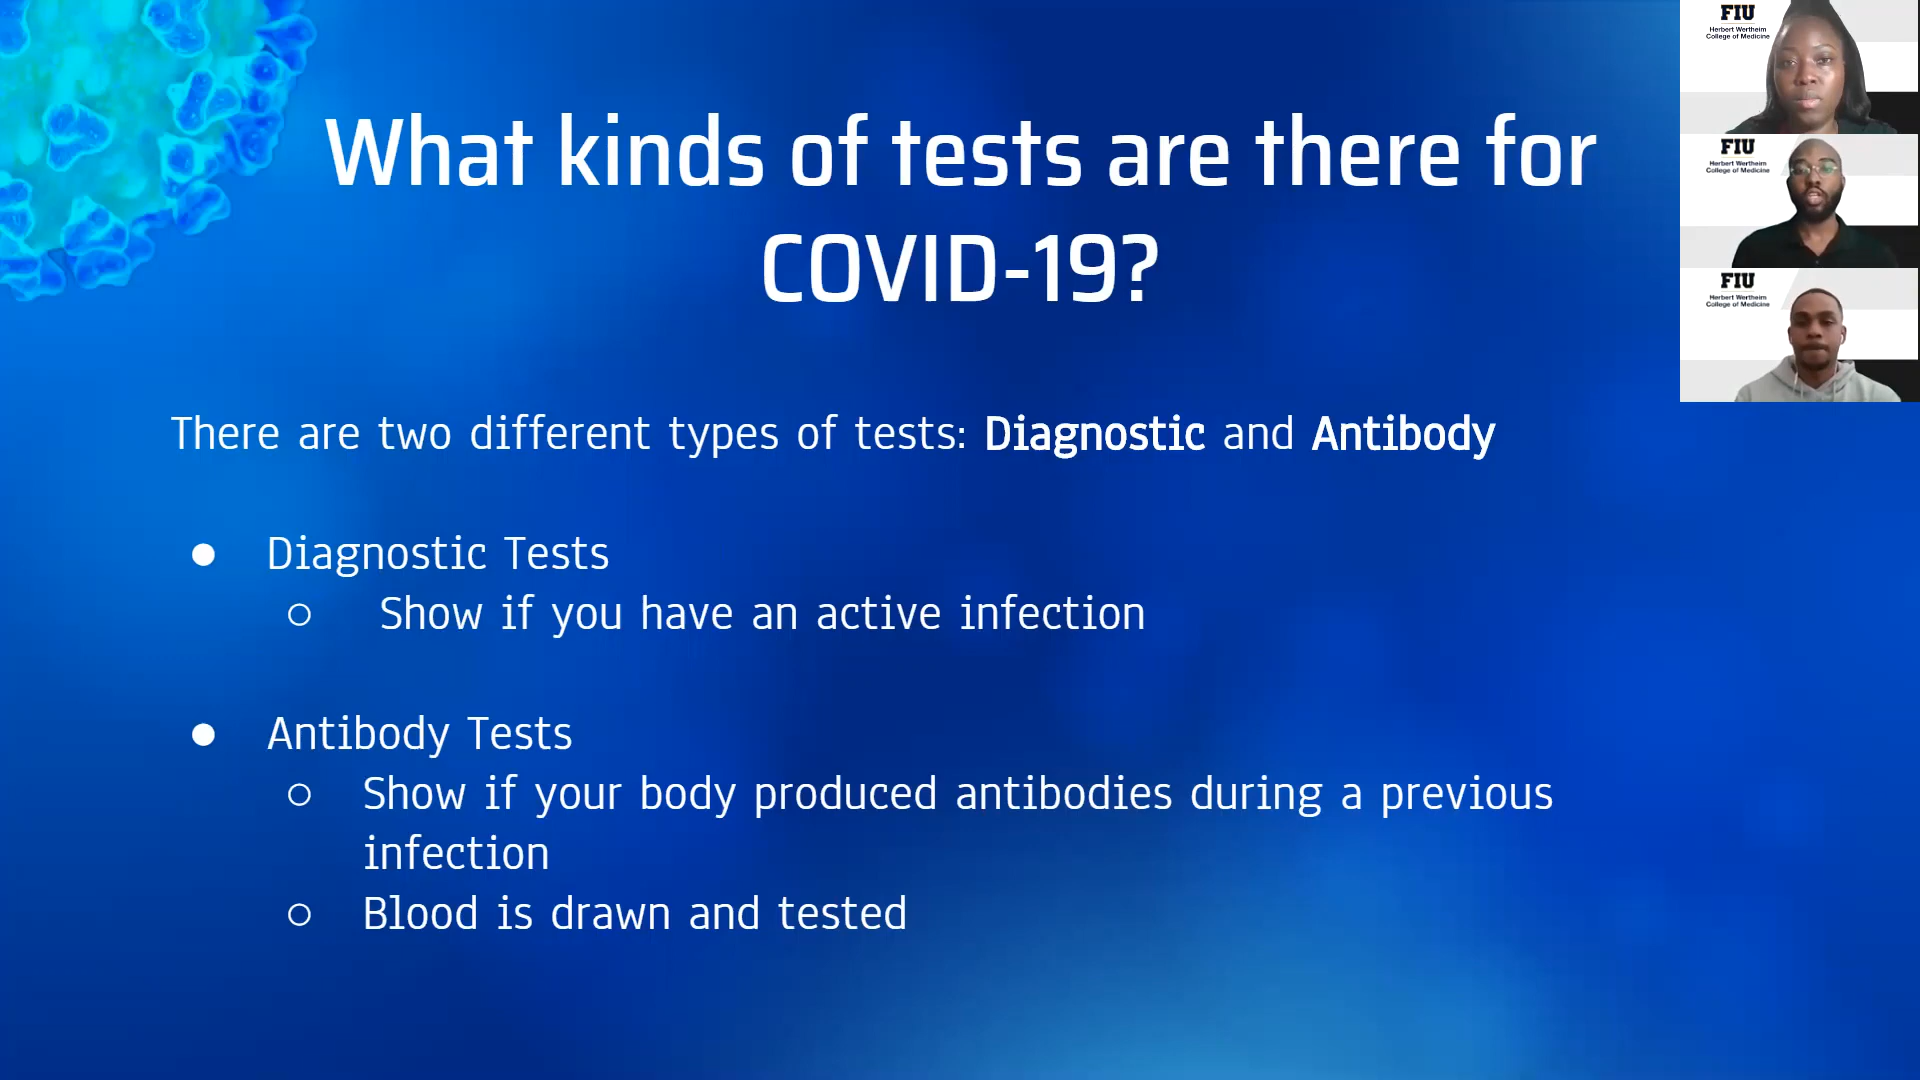 What kinds of tests are there for
COVID-19?
There are two different types of tests: Diagnostic and Antibody
● Diagnostic Tests
○ Show if you have an active infection
● Antibody Tests
○ Show if your body produced antibodies during a previous
infection
○ Blood is drawn and tested
FIU
Herbert Wertheim
College of Medicine
FIU
Herbert Wertheim
College of Medicine
FIU
Herbert Wertheim
College of Medicine